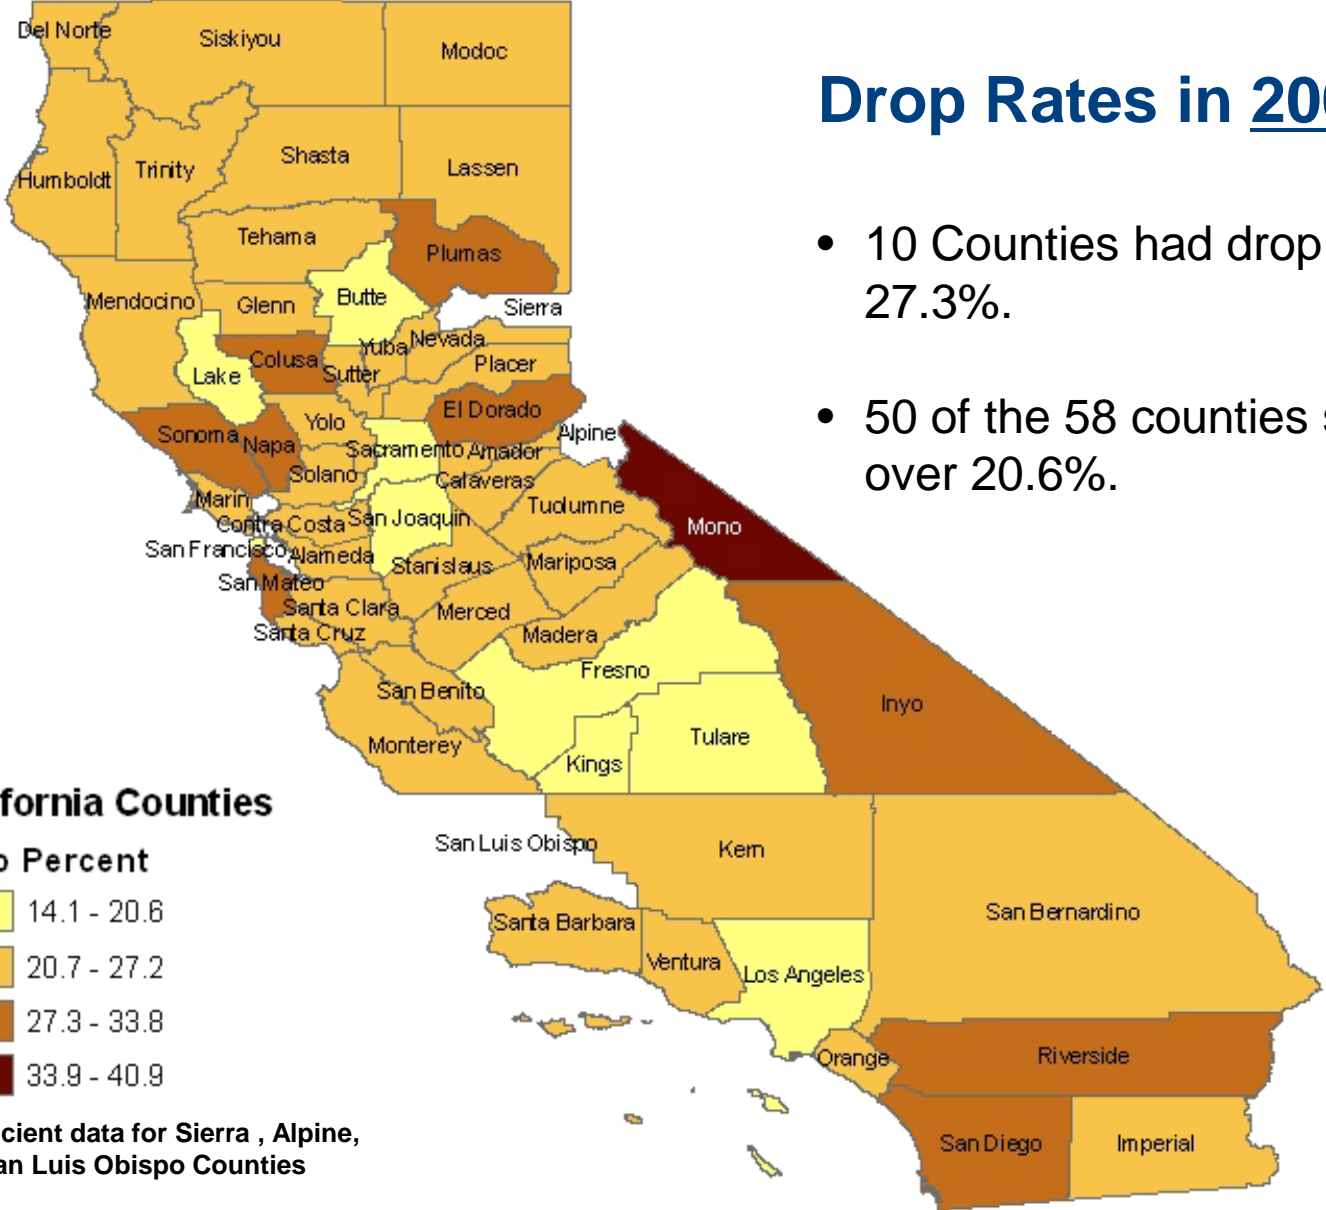 Drop Rates in 200
10 Counties had drop
27.3%.
50 of the 58 counties s
over 20.6%.
Del Norte
Siskiyou
Modoc
Humboldt
Trinity
Shasta
Lassen
Tehama
Plumas
Mendocino
Glenn
Butte
Sierra
Lake
Colusa
Sutter
Yuba
Nevada
Placer
El Dorado
Sonoma
Napa
Yolo
Sacramento
Amador
Alpine
Solano
Calaveras
Marin
Contra Costa
San Joaquin
Tuolumne
Mono
San Francisco
Alameda
Stanislaus
Mariposa
San Mateo
Santa Clara
Merced
Santa Cruz
Madera
Fresno
San Benito
Inyo
Monterey
Kings
Tulare
San Luis Obispo
Kern
San Bernardino
Santa Barbara
Ventura
Los Angeles
Orange
Riverside
San Diego
Imperial
fornia Counties
Percent
14.1 - 20.6
20.7 - 27.2
27.3 - 33.8
33.9 - 40.9
cient data for Sierra , Alpine,
an Luis Obispo Counties